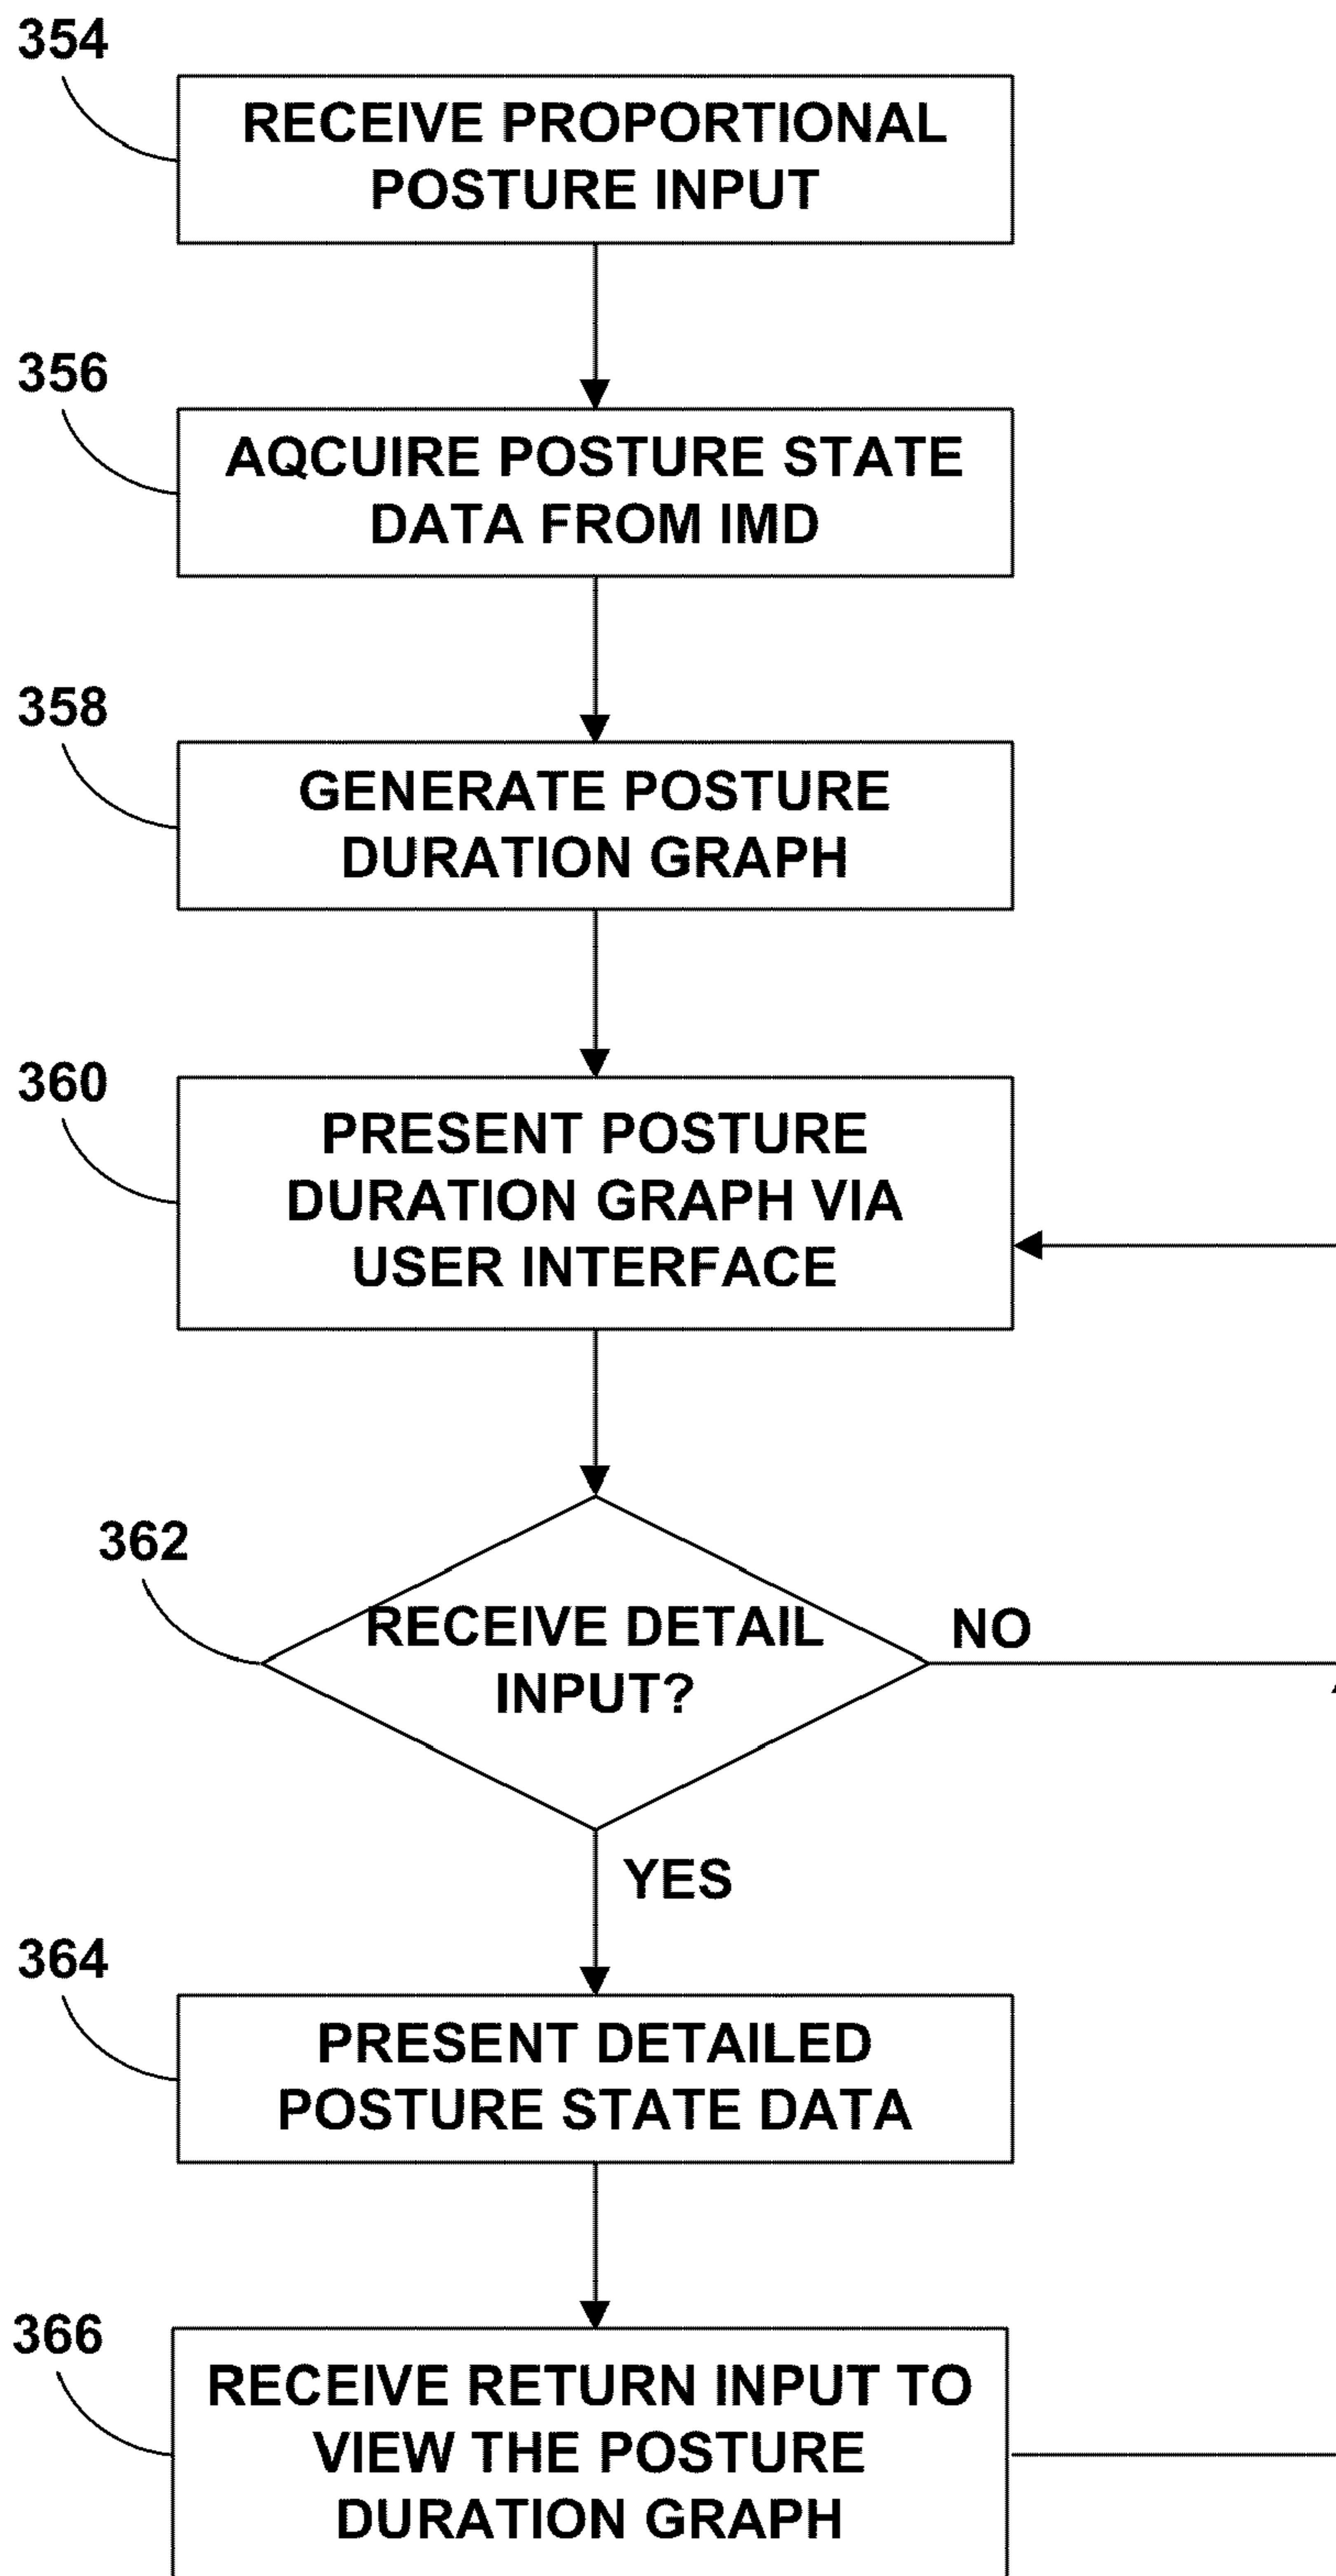 354
RECEIVE PROPORTIONAL
POSTURE INPUT
356
AQCUIRE POSTURE STATE
DATA FROM IMD
358
GENERATE POSTURE
DURATION GRAPH
360
PRESENT POSTURE
DURATION GRAPH VIA
USER INTERFACE
362
RECEIVE DETAIL
INPUT?
NO
YES
364
PRESENT DETAILED
POSTURE STATE DATA
366
RECEIVE RETURN INPUT TO
VIEW THE POSTURE
DURATION GRAPH